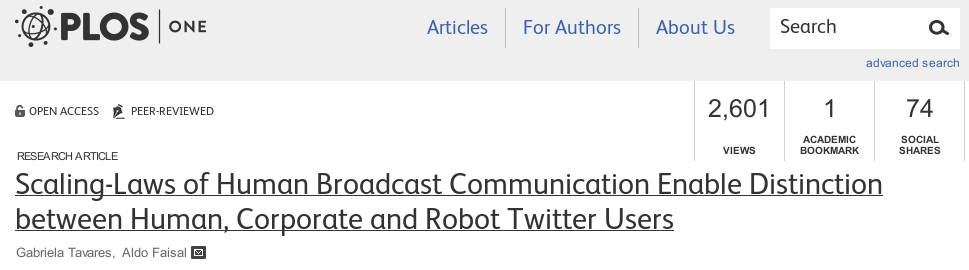 PLOS ONE
Articles For Authors About Us Search
advanced search
OPEN ACCESS PEER-REVIEWED
2,601 1 74
VIEWS ACADEMIC BOOKMARK SOCIAL SHARES
RESEARCH ARTICLE
Scaling-Laws of Human Broadcast Communication Enable Distinction
between Human, Corporate and Robot Twitter Users
Gabriela Tavares, Aldo Faisal